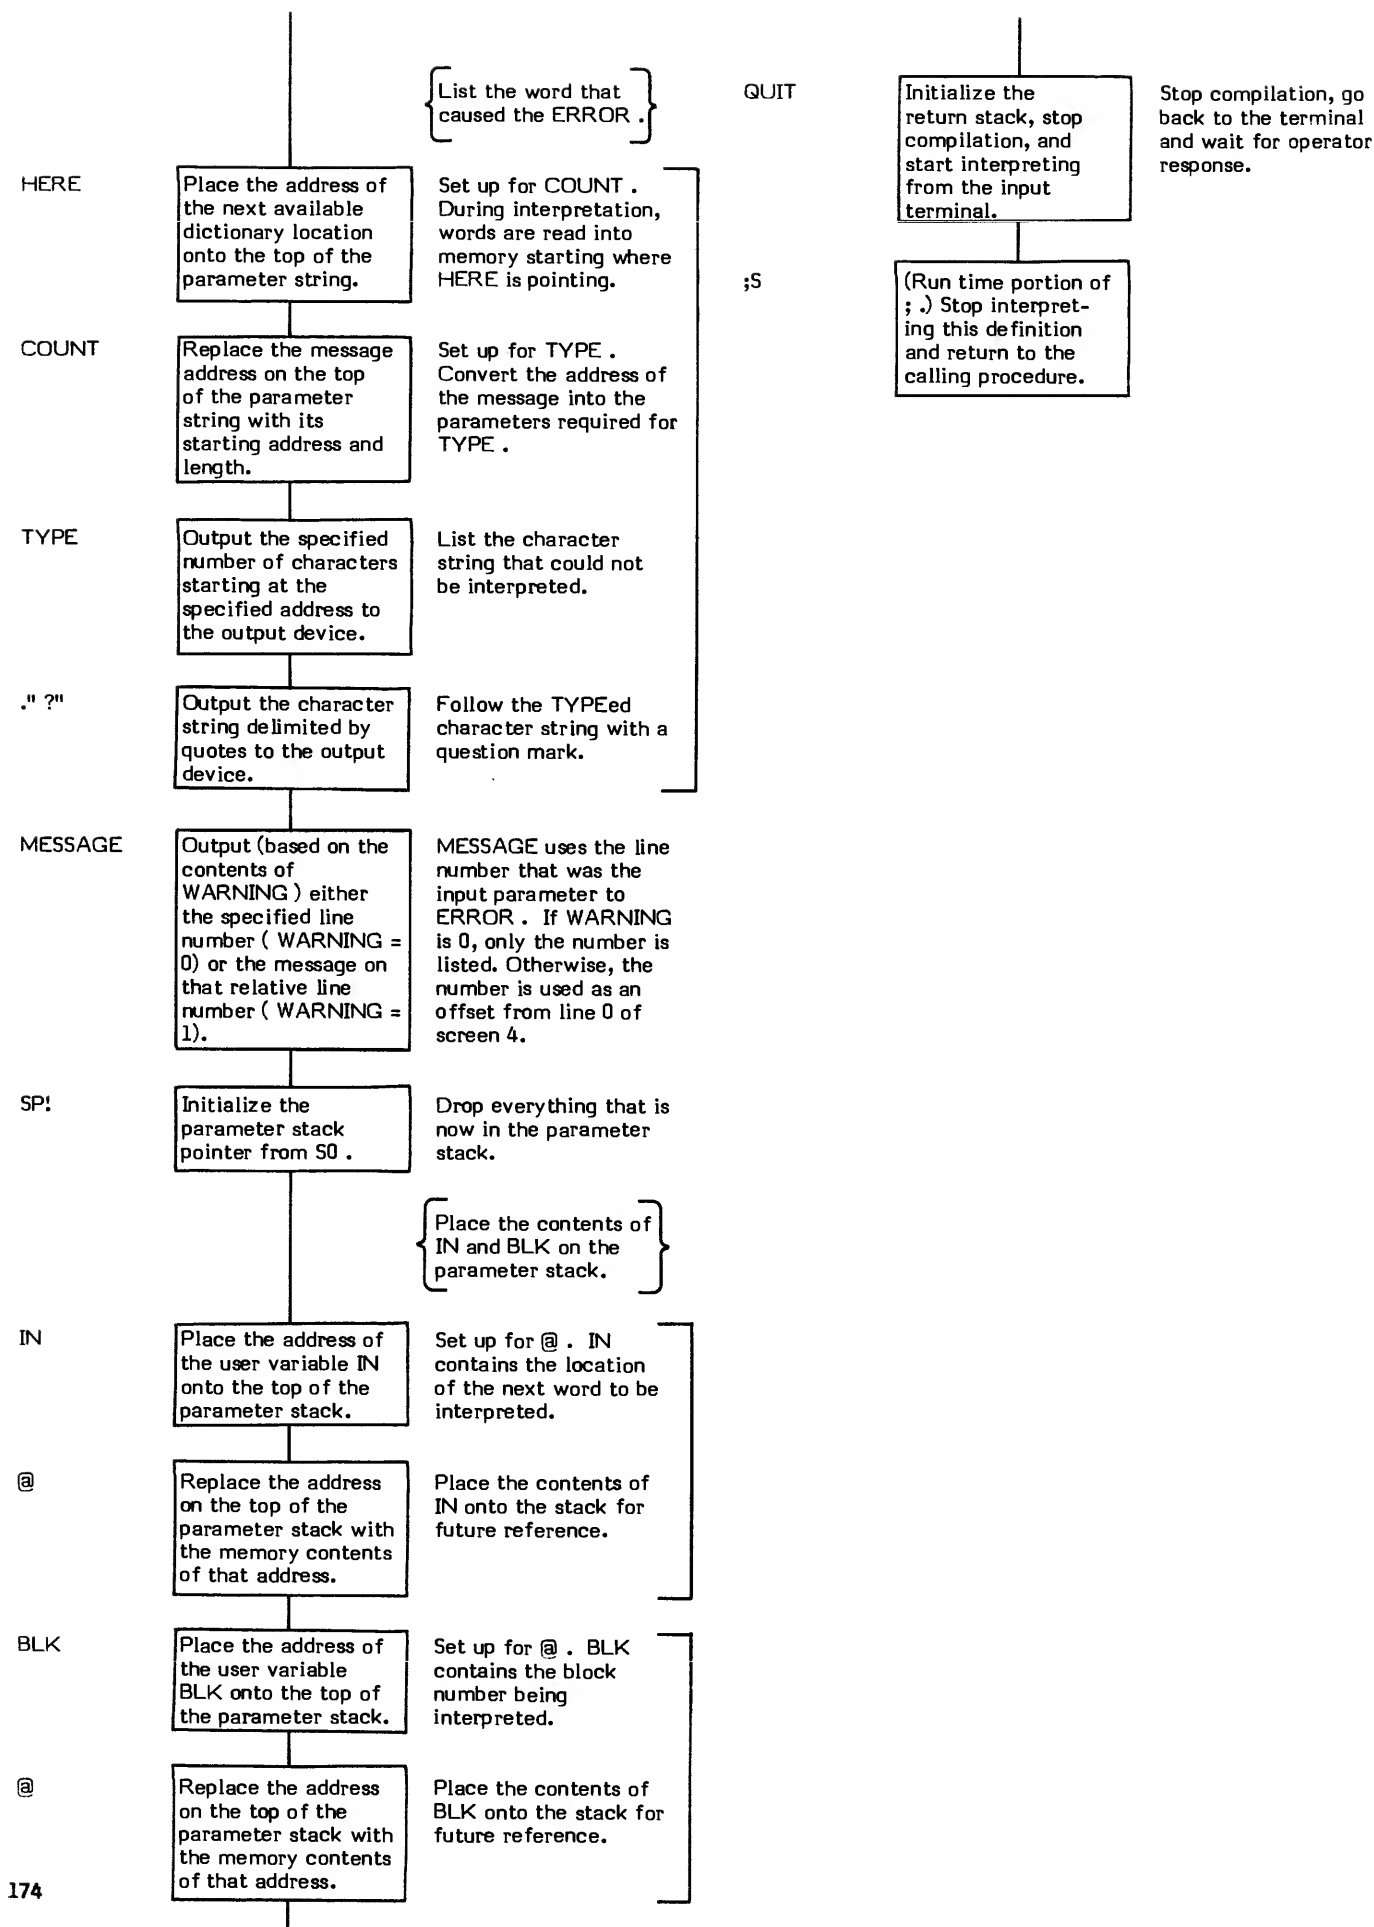 List the word that
caused the ERROR .
HERE
Place the address of
the next available
dictionary location
onto the top of the
parameter string.
Set up for COUNT .
During interpretation,
words are read into
memory starting where
HERE is pointing.
COUNT
Replace the message
address on the top
of the parameter
string with its
starting address and
length.
Set up for TYPE .
Convert the address of
the message into the
parameters required for
TYPE .
TYPE
Output the specified
number of characters
starting at the
specified address to
the output device.
List the character
string that could not
be interpreted.
." ?"
Output the character
string delimited by
quotes to the output
device.
Follow the TYPEed
character string with a
question mark.
MESSAGE
Output (based on the
contents of
WARNING ) either
the specified line
number ( WARNING =
0) or the message on
that relative line
number ( WARNING =
1).
MESSAGE uses the line
number that was the
input parameter to
ERROR . If WARNING
is 0, only the number is
listed. Otherwise, the
number is used as an
offset from line 0 of
screen 4.
SP!
Initialize the
parameter stack
pointer from S0 .
Drop everything that is
now in the parameter
stack.
Place the contents of
IN and BLK on the
parameter stack.
IN
Place the address of
the user variable IN
onto the top of the
parameter stack.
Set up for @ . IN
contains the location
of the next word to be
interpreted.
@
Replace the address
on the top of the
parameter stack with
the memory contents
of that address.
Place the contents of
IN onto the stack for
future reference.
BLK
Place the address of
the user variable
BLK onto the top of
the parameter stack.
Set up for @ . BLK
contains the block
number being
interpreted.
@
Replace the address
on the top of the
parameter stack with
the memory contents
of that address.
Place the contents of
BLK onto the stack for
future reference.
174
QUIT
Initialize the
return stack, stop
compilation, and
start interpreting
from the input
terminal.
Stop compilation, go
back to the terminal
and wait for operator
response.
;S
(Run time portion of
; .) Stop interpret-
ing this definition
and return to the
calling procedure.